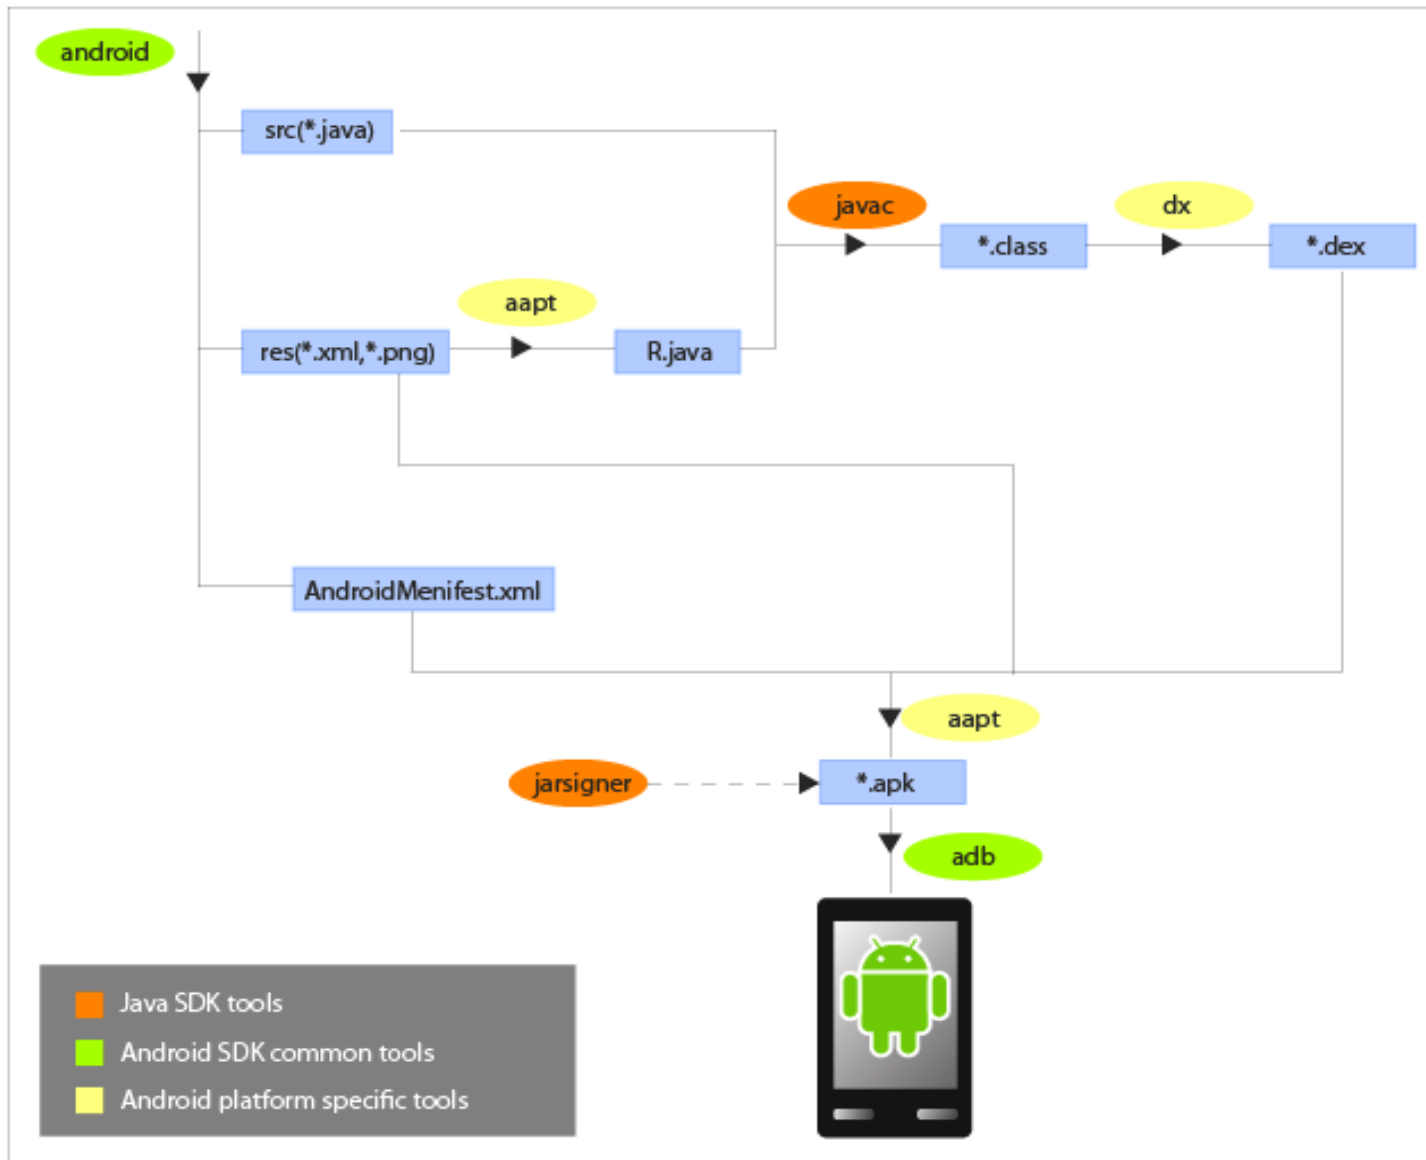 android
src(*.java)
javac
dx
*.class
*.dex
aapt
res(*.xml,*.png)
R.java
AndroidMenifest.xml
aapt
jarsigner
*.apk
adb
Java SDK tools
Android SDK common tools
Android platform specific tools